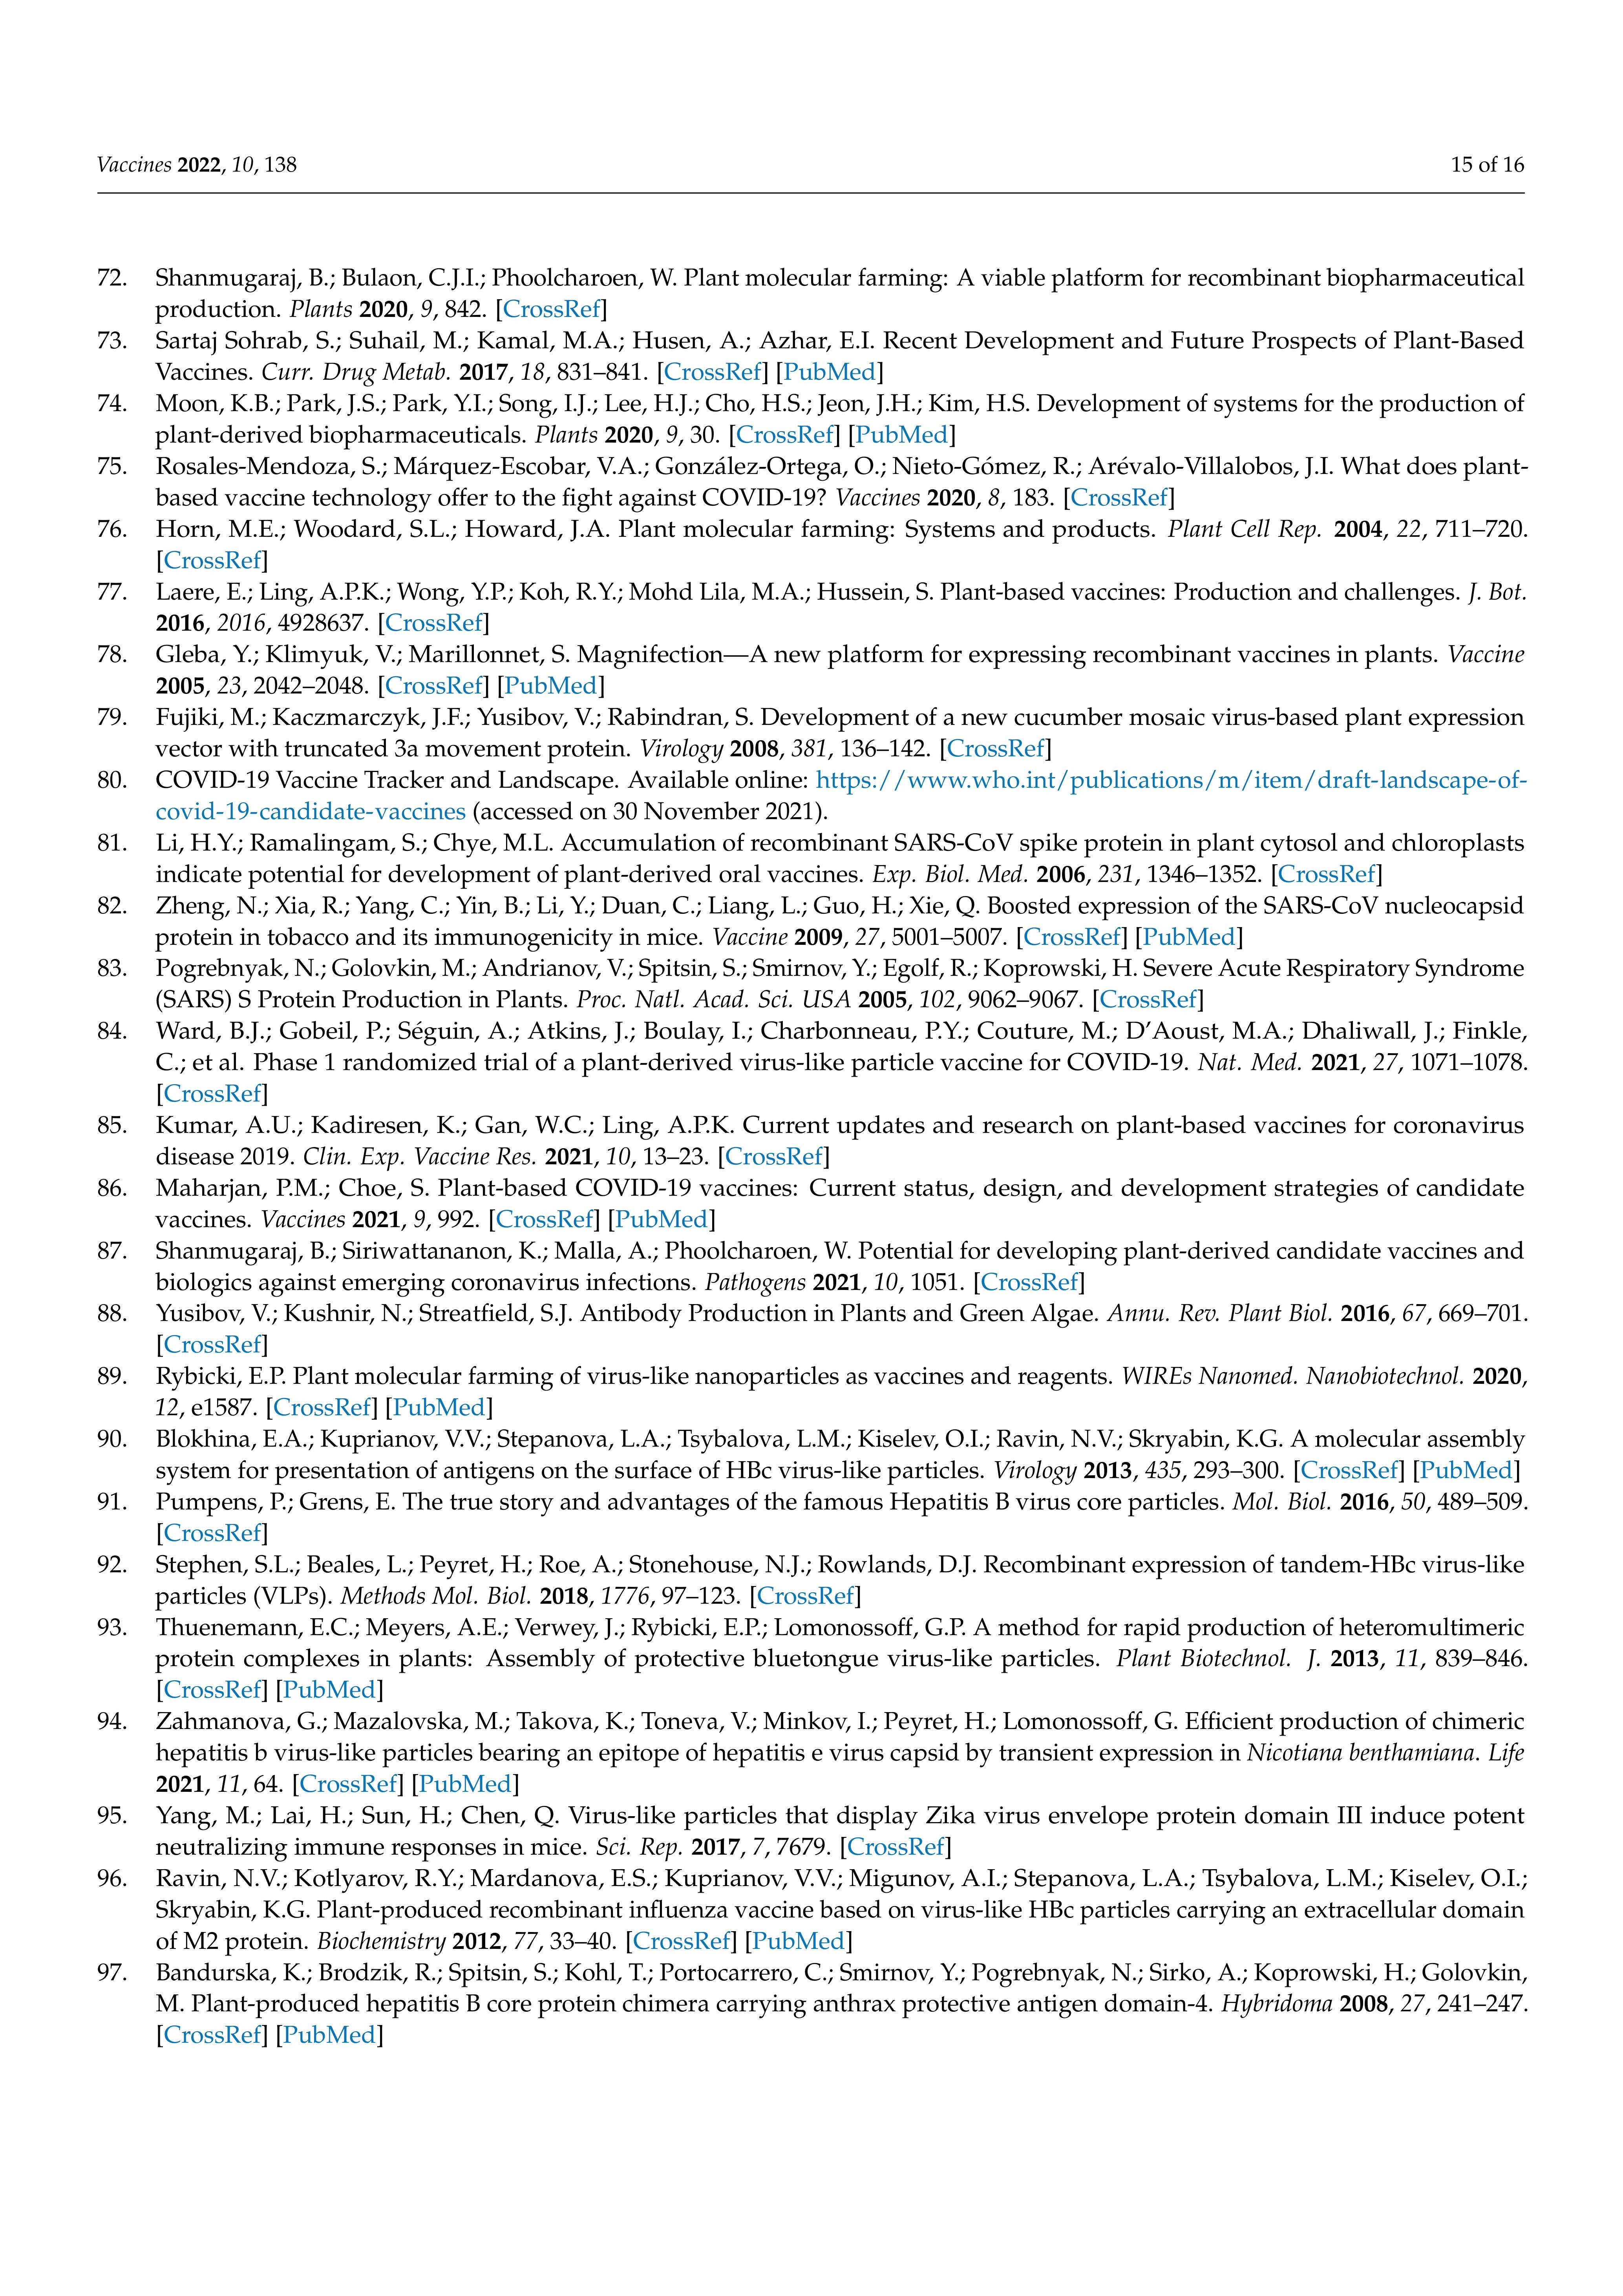 Vaccines 2022, 10, 138
15 of 16
72. Shanmugaraj, B.; Bulaon, C.J.I.; Phoolcharoen, W. Plant molecular farming: A viable platform for recombinant biopharmaceutical
production. Plants 2020, 9, 842. [CrossRef]
73. Sartaj Sohrab, S.; Suhail, M.; Kamal, M.A.; Husen, A.; Azhar, E.I. Recent Development and Future Prospects of Plant-Based
Vaccines. Curr. Drug Metab. 2017, 18, 831–841. [CrossRef] [PubMed]
74. Moon, K.B.; Park, J.S.; Park, Y.I.; Song, I.J.; Lee, H.J.; Cho, H.S.; Jeon, J.H.; Kim, H.S. Development of systems for the production of
plant-derived biopharmaceuticals. Plants 2020, 9, 30. [CrossRef] [PubMed]
75. Rosales-Mendoza, S.; Márquez-Escobar, V.A.; González-Ortega, O.; Nieto-Gómez, R.; Arévalo-Villalobos, J.I. What does plant-
based vaccine technology offer to the fight against COVID-19? Vaccines 2020, 8, 183. [CrossRef]
76. Horn, M.E.; Woodard, S.L.; Howard, J.A. Plant molecular farming: Systems and products. Plant Cell Rep. 2004, 22, 711–720.
[CrossRef]
77. Laere, E.; Ling, A.P.K.; Wong, Y.P.; Koh, R.Y.; Mohd Lila, M.A.; Hussein, S. Plant-based vaccines: Production and challenges. J. Bot.
2016, 2016, 4928637. [CrossRef]
78. Gleba, Y.; Klimyuk, V.; Marillonnet, S. Magnifection—A new platform for expressing recombinant vaccines in plants. Vaccine
2005, 23, 2042–2048. [CrossRef] [PubMed]
79. Fujiki, M.; Kaczmarczyk, J.F.; Yusibov, V.; Rabindran, S. Development of a new cucumber mosaic virus-based plant expression
vector with truncated 3a movement protein. Virology 2008, 381, 136–142. [CrossRef]
80. COVID-19 Vaccine Tracker and Landscape. Available online: https://www.who.int/publications/m/item/draft-landscape-of-
covid-19-candidate-vaccines (accessed on 30 November 2021).
81. Li, H.Y.; Ramalingam, S.; Chye, M.L. Accumulation of recombinant SARS-CoV spike protein in plant cytosol and chloroplasts
indicate potential for development of plant-derived oral vaccines. Exp. Biol. Med. 2006, 231, 1346–1352. [CrossRef]
82. Zheng, N.; Xia, R.; Yang, C.; Yin, B.; Li, Y.; Duan, C.; Liang, L.; Guo, H.; Xie, Q. Boosted expression of the SARS-CoV nucleocapsid
protein in tobacco and its immunogenicity in mice. Vaccine 2009, 27, 5001–5007. [CrossRef] [PubMed]
83. Pogrebnyak, N.; Golovkin, M.; Andrianov, V.; Spitsin, S.; Smirnov, Y.; Egolf, R.; Koprowski, H. Severe Acute Respiratory Syndrome
(SARS) S Protein Production in Plants. Proc. Natl. Acad. Sci. USA 2005, 102, 9062–9067. [CrossRef]
84. Ward, B.J.; Gobeil, P.; Séguin, A.; Atkins, J.; Boulay, I.; Charbonneau, P.Y.; Couture, M.; D’Aoust, M.A.; Dhaliwall, J.; Finkle,
C.; et al. Phase 1 randomized trial of a plant-derived virus-like particle vaccine for COVID-19. Nat. Med. 2021, 27, 1071–1078.
[CrossRef]
85. Kumar, A.U.; Kadiresen, K.; Gan, W.C.; Ling, A.P.K. Current updates and research on plant-based vaccines for coronavirus
disease 2019. Clin. Exp. Vaccine Res. 2021, 10, 13–23. [CrossRef]
86. Maharjan, P.M.; Choe, S. Plant-based COVID-19 vaccines: Current status, design, and development strategies of candidate
vaccines. Vaccines 2021, 9, 992. [CrossRef] [PubMed]
87. Shanmugaraj, B.; Siriwattananon, K.; Malla, A.; Phoolcharoen, W. Potential for developing plant-derived candidate vaccines and
biologics against emerging coronavirus infections. Pathogens 2021, 10, 1051. [CrossRef]
88. Yusibov, V.; Kushnir, N.; Streatfield, S.J. Antibody Production in Plants and Green Algae. Annu. Rev. Plant Biol. 2016, 67, 669–701.
[CrossRef]
89. Rybicki, E.P. Plant molecular farming of virus-like nanoparticles as vaccines and reagents. WIREs Nanomed. Nanobiotechnol. 2020,
12, e1587. [CrossRef] [PubMed]
90. Blokhina, E.A.; Kuprianov, V.V.; Stepanova, L.A.; Tsybalova, L.M.; Kiselev, O.I.; Ravin, N.V.; Skryabin, K.G. A molecular assembly
system for presentation of antigens on the surface of HBc virus-like particles. Virology 2013, 435, 293–300. [CrossRef] [PubMed]
91. Pumpens, P.; Grens, E. The true story and advantages of the famous Hepatitis B virus core particles. Mol. Biol. 2016, 50, 489–509.
[CrossRef]
92. Stephen, S.L.; Beales, L.; Peyret, H.; Roe, A.; Stonehouse, N.J.; Rowlands, D.J. Recombinant expression of tandem-HBc virus-like
particles (VLPs). Methods Mol. Biol. 2018, 1776, 97–123. [CrossRef]
93. Thuenemann, E.C.; Meyers, A.E.; Verwey, J.; Rybicki, E.P.; Lomonossoff, G.P. A method for rapid production of heteromultimeric
protein complexes in plants: Assembly of protective bluetongue virus-like particles. Plant Biotechnol. J. 2013, 11, 839–846.
[CrossRef] [PubMed]
94. Zahmanova, G.; Mazalovska, M.; Takova, K.; Toneva, V.; Minkov, I.; Peyret, H.; Lomonossoff, G. Efficient production of chimeric
hepatitis b virus-like particles bearing an epitope of hepatitis e virus capsid by transient expression in Nicotiana benthamiana. Life
2021, 11, 64. [CrossRef] [PubMed]
95. Yang, M.; Lai, H.; Sun, H.; Chen, Q. Virus-like particles that display Zika virus envelope protein domain III induce potent
neutralizing immune responses in mice. Sci. Rep. 2017, 7, 7679. [CrossRef]
96. Ravin, N.V.; Kotlyarov, R.Y.; Mardanova, E.S.; Kuprianov, V.V.; Migunov, A.I.; Stepanova, L.A.; Tsybalova, L.M.; Kiselev, O.I.;
Skryabin, K.G. Plant-produced recombinant influenza vaccine based on virus-like HBc particles carrying an extracellular domain
of M2 protein. Biochemistry 2012, 77, 33–40. [CrossRef] [PubMed]
97. Bandurska, K.; Brodzik, R.; Spitsin, S.; Kohl, T.; Portocarrero, C.; Smirnov, Y.; Pogrebnyak, N.; Sirko, A.; Koprowski, H.; Golovkin,
M. Plant-produced hepatitis B core protein chimera carrying anthrax protective antigen domain-4. Hybridoma 2008, 27, 241–247.
[CrossRef] [PubMed]